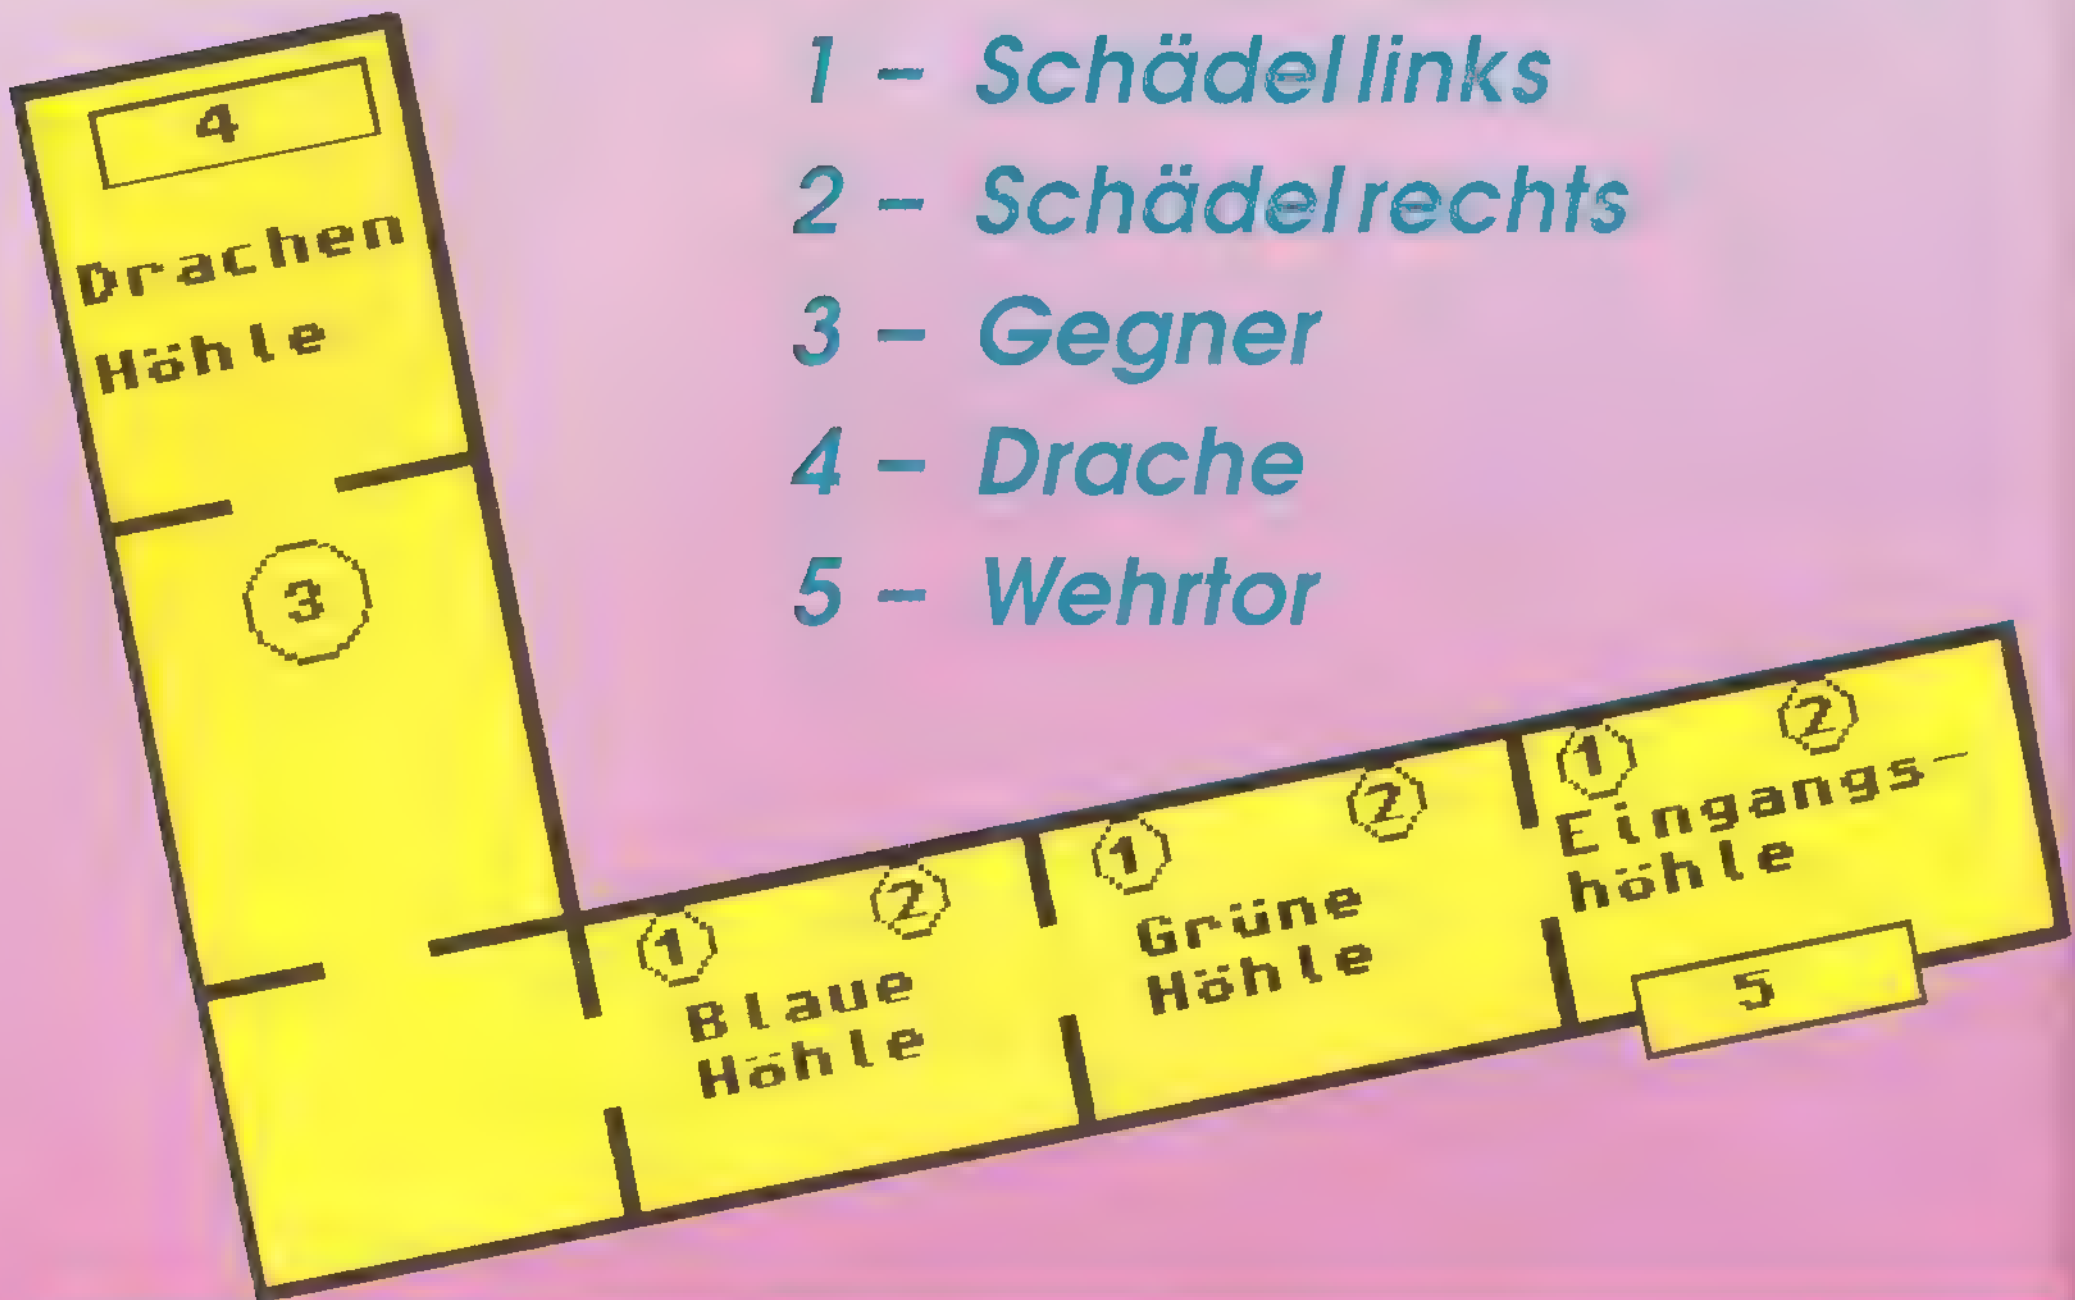 1 – Schädel links
2 – Schädel rechts
3 – Gegner
4 – Drache
5 – Wehrtor
4
Drachen
Höhle
3
1 2
Blaue
Höhle
1 2
Grüne
Höhle
1 2
Eingangs-
höhle
5